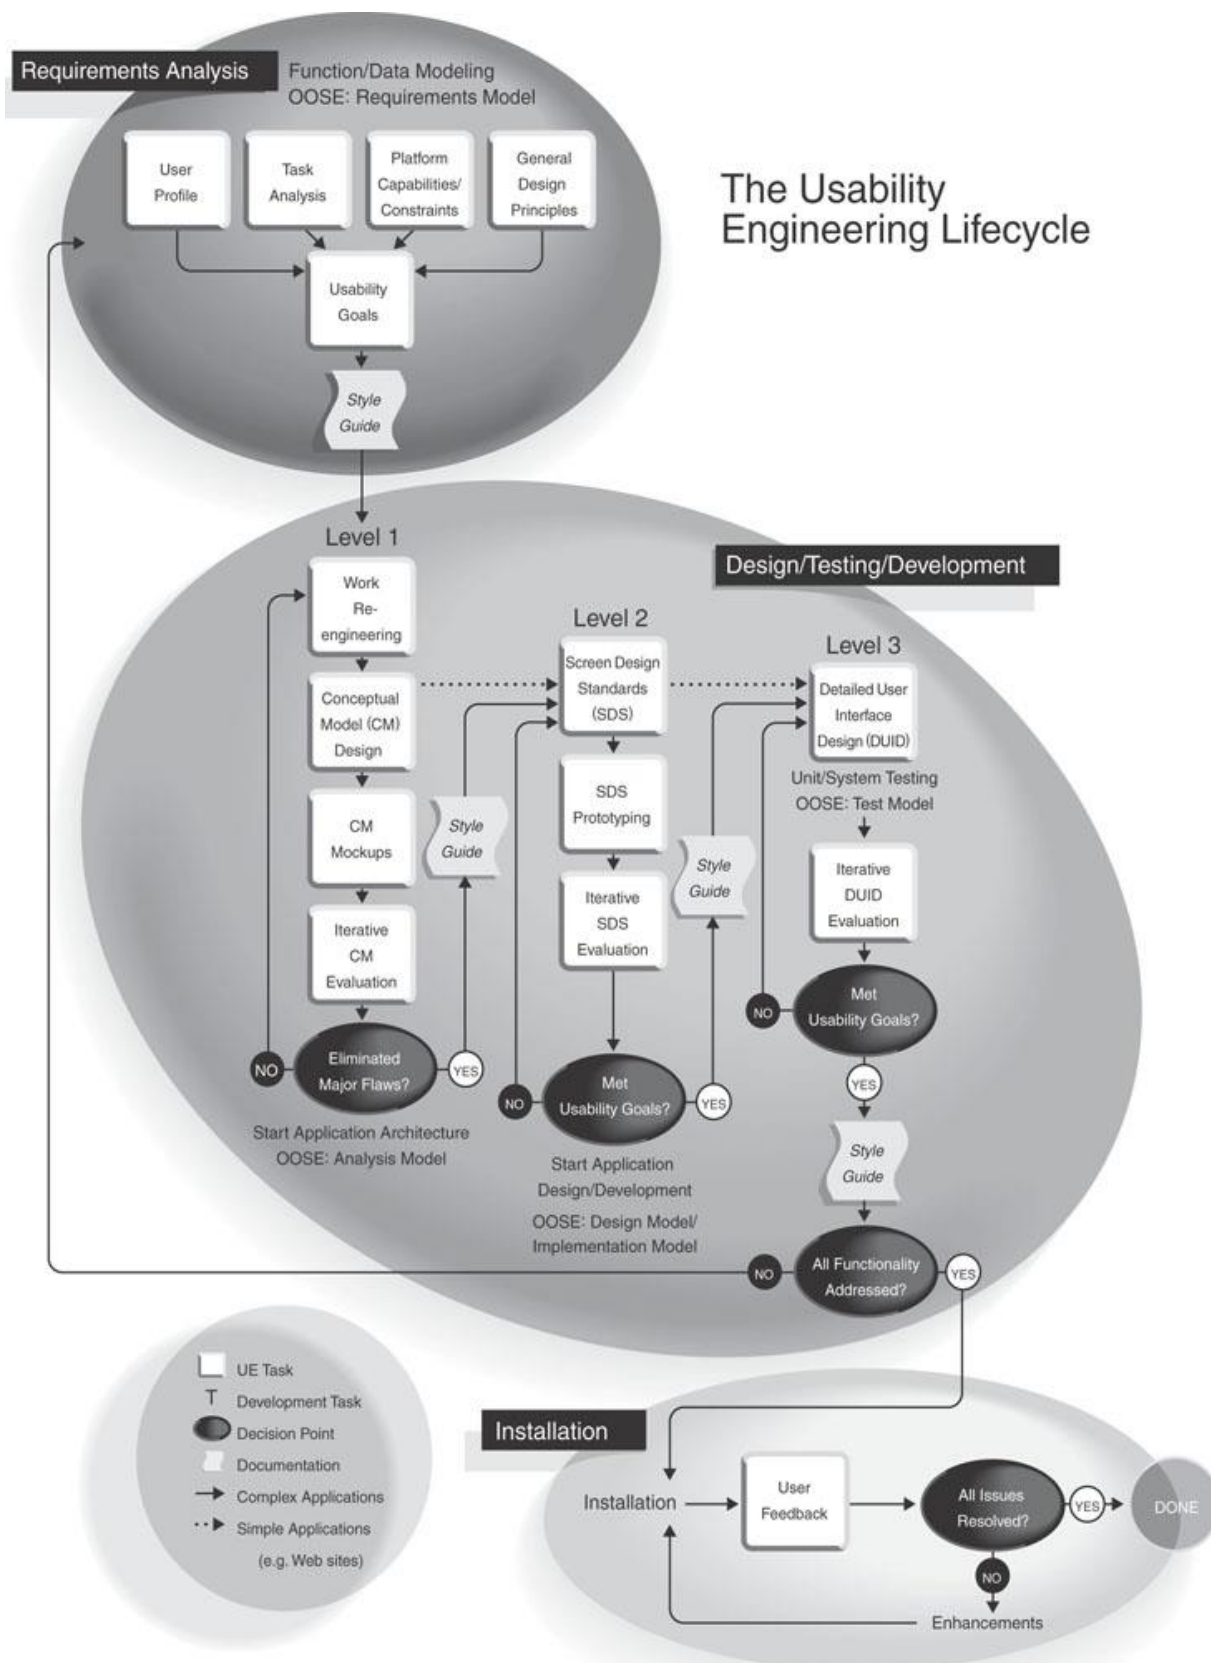 Requirements Analysis
Function/Data Modeling
OOSE: Requirements Model
User
Profile
Task
Analysis
Platform
Capabilities/
Constraints
General
Design
Principles
The Usability
Engineering Lifecycle
Usability
Goals
Style
Guide
Level 1
Design/Testing/Development
Work
Re-
engineering
Conceptual
Model (CM)
Design
CM
Mockups
Iterative
CM
Evaluation
Eliminated
Major Flaws?
NO
YES
Start Application Architecture
OOSE: Analysis Model
Style
Guide
Level 2
Screen Design
Standards
(SDS)
SDS
Prototyping
Iterative
SDS
Evaluation
Met
Usability Goals?
NO
YES
Start Application
Design/Development
OOSE: Design Model/
Implementation Model
Style
Guide
Level 3
Detailed User
Interface
Design (DUID)
Unit/System Testing
OOSE: Test Model
Iterative
DUID
Evaluation
Met
Usability Goals?
NO
YES
Style
Guide
All Functionality
Addressed?
NO
YES
UE Task
T
Development Task
Decision Point
Documentation
Complex Applications
Simple Applications
(e.g. Web sites)
Installation
Installation
User
Feedback
All Issues
Resolved?
YES
DONE
NO
Enhancements